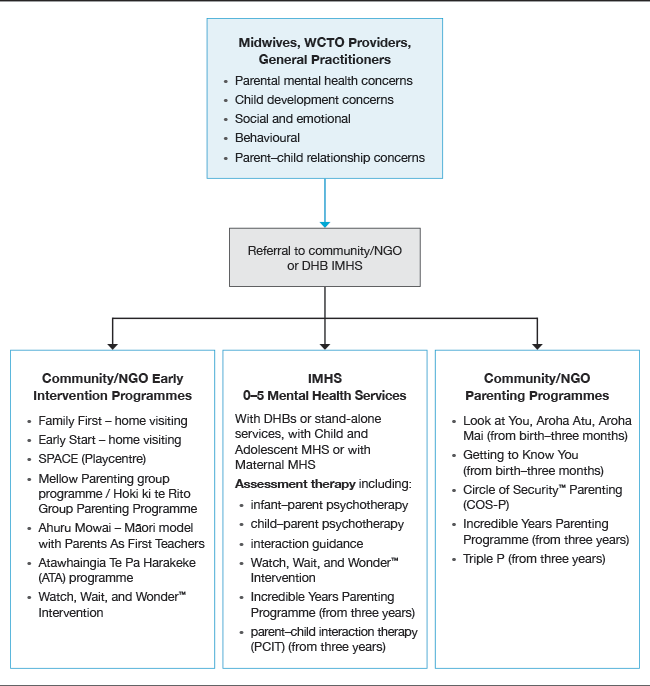 Midwives, WCTO Providers,
General Practitioners
• Parental mental health concerns
• Child development concerns
• Social and emotional
• Behavioural
• Parent–child relationship concerns
Referral to community/NGO
or DHB IMHS
Community/NGO Early
Intervention Programmes
• Family First – home visiting
• Early Start – home visiting
• SPACE (Playcentre)
• Mellow Parenting group
programme / Hoki ki te Rito
Group Parenting Programme
• Ahuru Mowai – Māori model
with Parents As First Teachers
• Atawhaingia Te Pa Harakeke
(ATA) programme
• Watch, Wait, and Wonder™
Intervention
IMHS
0–5 Mental Health Services
With DHBs or stand-alone
services, with Child and
Adolescent MHS or with
Maternal MHS
Assessment therapy including:
• infant–parent psychotherapy
• child–parent psychotherapy
• interaction guidance
• Watch, Wait, and Wonder™
Intervention
• Incredible Years Parenting
Programme (from three years)
• parent–child interaction therapy
(PCIT) (from three years)
Community/NGO
Parenting Programmes
• Look at You, Aroha Atu, Aroha
Mai (from birth–three months)
• Getting to Know You
(from birth–three months)
• Circle of Security™ Parenting
(COS-P)
• Incredible Years Parenting
Programme (from three years)
• Triple P (from three years)